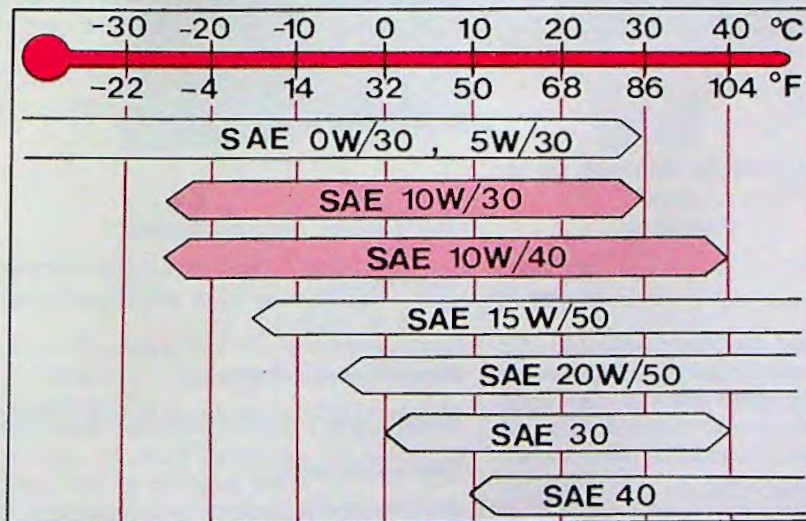 -30 -20 -10 0 10 20 30 40 °C
-22 -4 14 32 50 68 86 104 °F
SAE 0W/30 , 5W/30
SAE 10W/30
SAE 10W/40
SAE 15W/50
SAE 20W/50
SAE 30
SAE 40